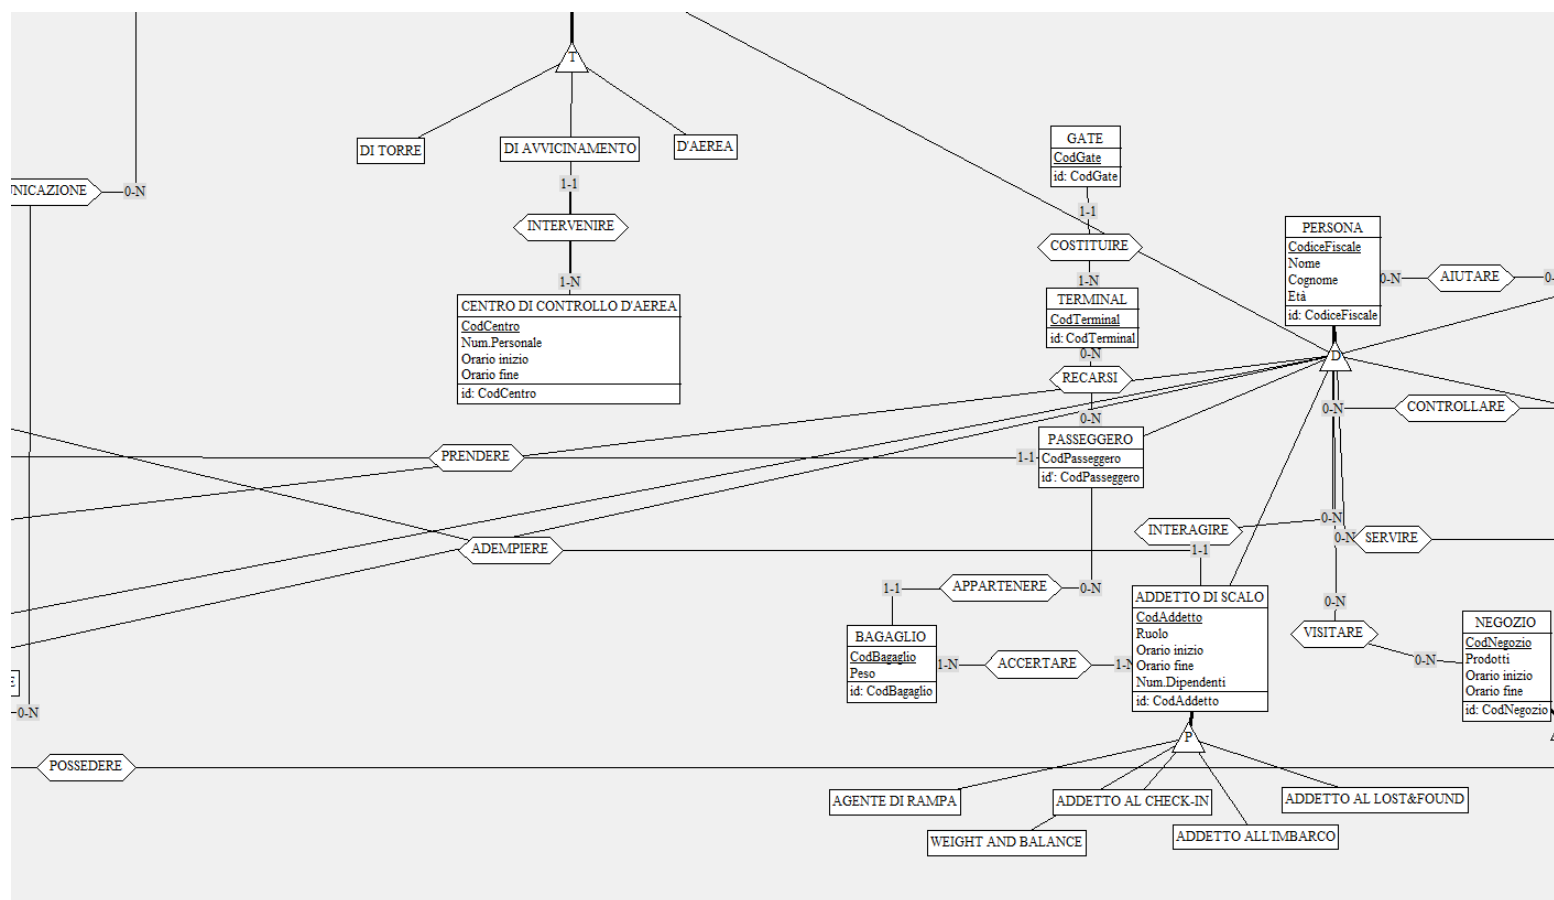 T
DI TORRE
DI AVVICINAMENTO
D'AEREA
1-1
INTERVENIRE
1-N
CENTRO DI CONTROLLO D'AEREA
CodCentro
Num.Personale
Orario inizio
Orario fine
id: CodCentro
UNICAZIONE
0-N
GATE
CodGate
id: CodGate
1-1
COSTITUIRE
1-N
TERMINAL
CodTerminal
id: CodTerminal
0-N
RECARSI
0-N
PASSEGGERO
CodPasseggero
id': CodPasseggero
PERSONA
CodiceFiscale
Nome
Cognome
Età
id: CodiceFiscale
0-N
AIUTARE
0-
D
0-N
CONTROLLARE
PRENDERE
1-1
ADEMPIERE
1-1
INTERAGIRE
0-N
0-N
SERVIRE
1-1
APPARTENERE
0-N
BAGAGLIO
CodBagaglio
Peso
id: CodBagaglio
1-N
ACCERTARE
1-N
ADDETTO DI SCALO
CodAddetto
Ruolo
Orario inizio
Orario fine
Num.Dipendenti
id: CodAddetto
0-N
VISITARE
0-N
NEGOZIO
CodNegozio
Prodotti
Orario inizio
Orario fine
id: CodNegozio
E
0-N
POSSEDERE
P
AGENTE DI RAMPA
ADDETTO AL CHECK-IN
ADDETTO AL LOST&FOUND
WEIGHT AND BALANCE
ADDETTO ALL'IMBARCO